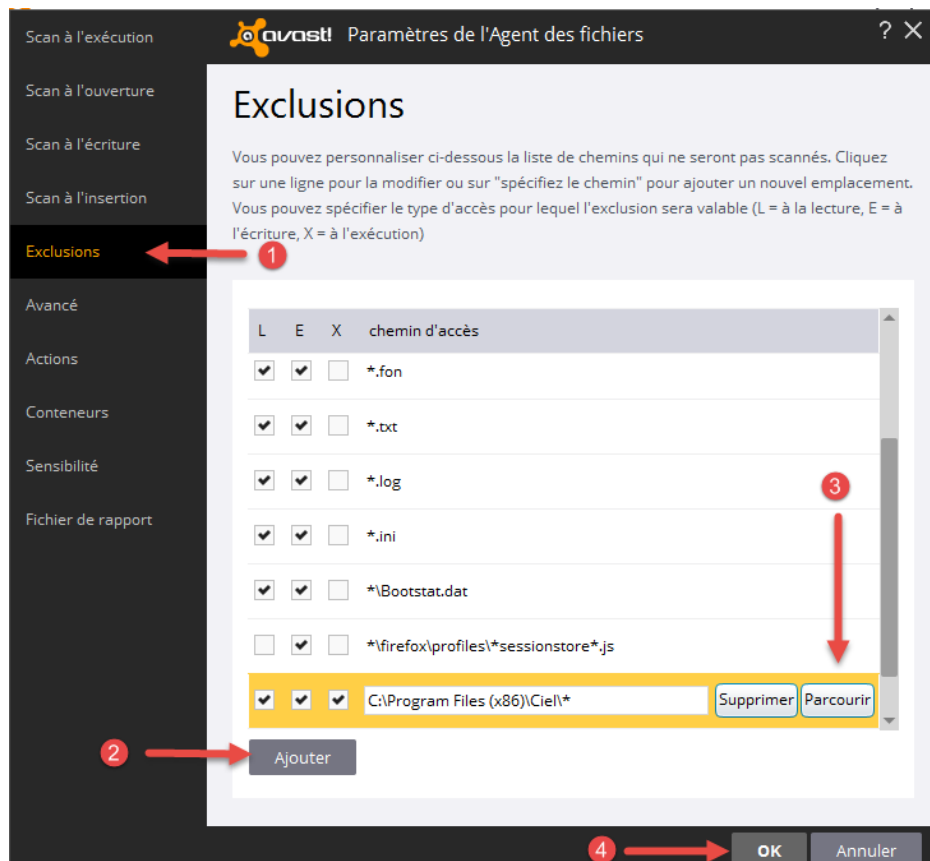 avast! Paramètres de l'Agent des fichiers ?
Scan à l'exécution
Scan à l'ouverture
Scan à l'écriture
Scan à l'insertion
Exclusions
Avancé
Actions
Conteneurs
Sensibilité
Fichier de rapport
1
Exclusions
Vous pouvez personnaliser ci-dessous la liste de chemins qui ne seront pas scannés. Cliquez
sur une ligne pour la modifier ou sur "spécifiez le chemin" pour ajouter un nouvel emplacement.
Vous pouvez spécifier le type d'accès pour lequel l'exclusion sera valable (L = à la lecture, E = à
l'écriture, X = à l'exécution)
L E X chemin d'accès
*.fon
*.txt
*.log
3
*.ini
*\Bootstat.dat
*\firefox\profiles\*sessionstore*.js
C:\Program Files (x86)\Ciel\* Supprimer Parcourir
2 Ajouter
4 OK Annuler